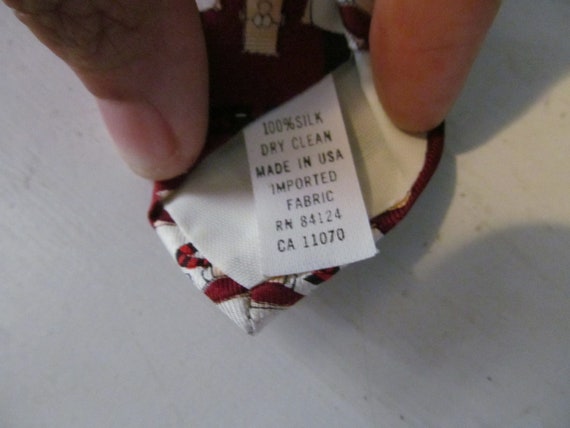 100% SILK
DRY CLEAN
MADE IN USA
IMPORTED
FABRIC
RN 84124
CA 11070